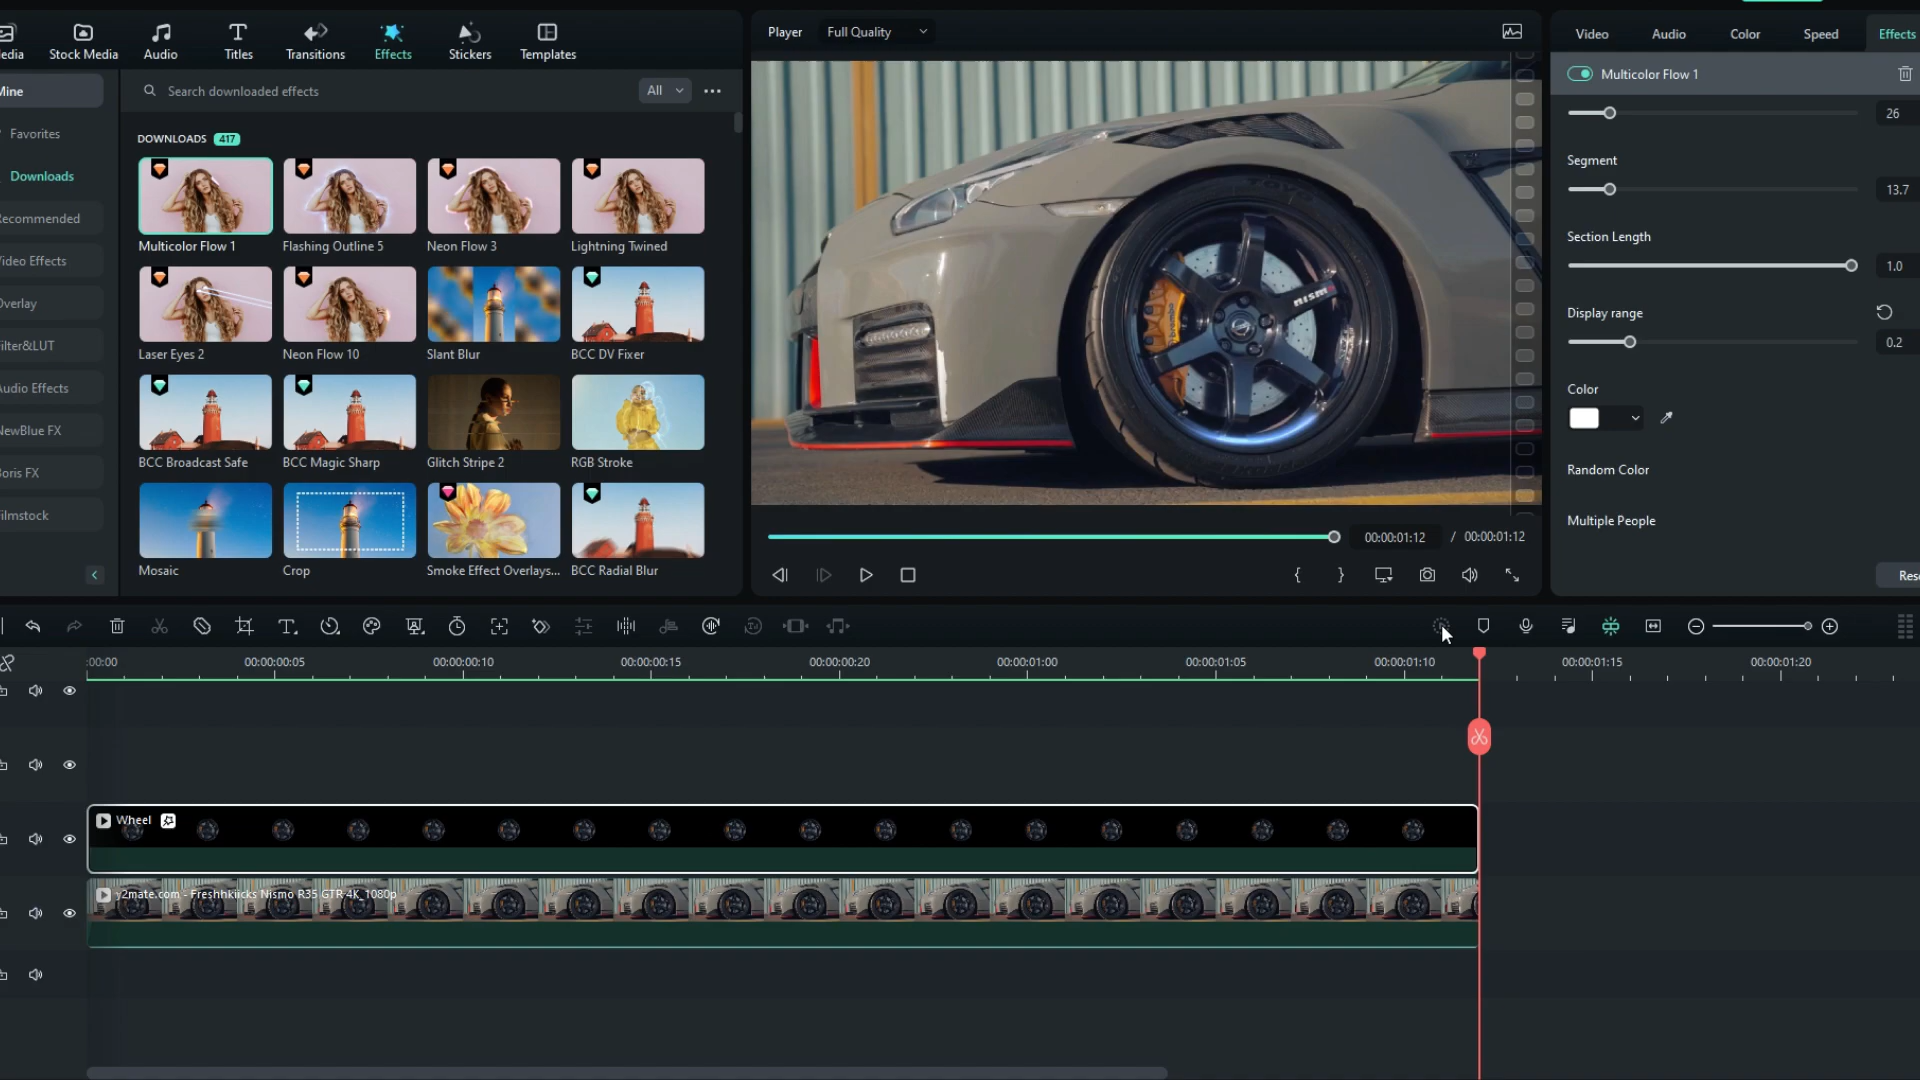 edia
Stock Media
Audio
Titles
Transitions
Effects
Stickers
Templates
Mine
Favorites
Downloads
Recommended
Video Effects
Overlay
Filter&LUT
Audio Effects
NewBlue FX
Boris FX
Filmstock
Search downloaded effects
All
DOWNLOADS 417
Multicolor Flow 1
Flashing Outline 5
Neon Flow 3
Lightning Twined
Laser Eyes 2
Neon Flow 10
Slant Blur
BCC DV Fixer
BCC Broadcast Safe
BCC Magic Sharp
Glitch Stripe 2
RGB Stroke
Mosaic
Crop
Smoke Effect Overlays...
BCC Radial Blur
Player
Full Quality
TOYO
nismo
brembo
00:00:01:12 / 00:00:01:12
Video
Audio
Color
Speed
Effects
Multicolor Flow 1
26
Segment
13.7
Section Length
1.0
Display range
0.2
Color
Random Color
Multiple People
Rese
:00:00
00:00:00:05
00:00:00:10
00:00:00:15
00:00:00:20
00:00:01:00
00:00:01:05
00:00:01:10
00:00:01:15
00:00:01:20
Wheel
y2mate.com - Freshhkiicks Nismo R35 GTR-4K_1080p